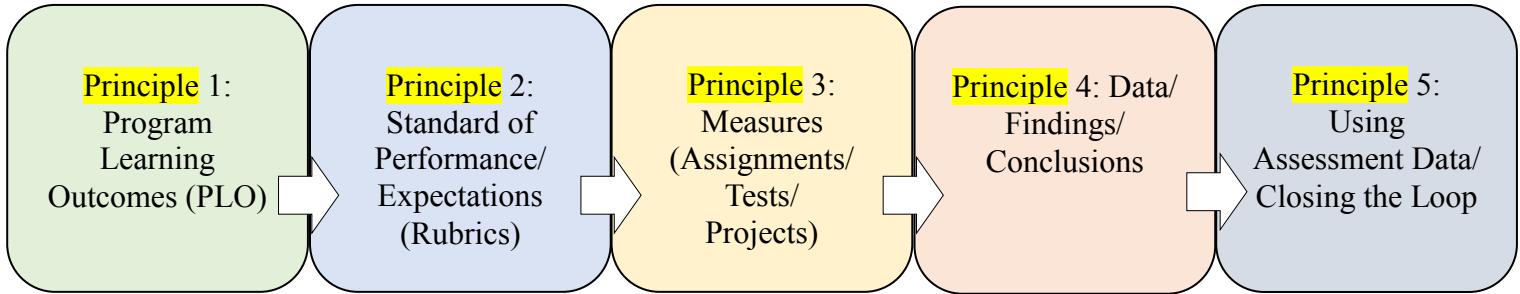 Principle 1:
Program
Learning
Outcomes (PLO)
Principle 2:
Standard of
Performance/
Expectations
(Rubrics)
Principle 3:
Measures
(Assignments/
Tests/
Projects)
Principle 4: Data/
Findings/
Conclusions
Principle 5:
Using
Assessment Data/
Closing the Loop